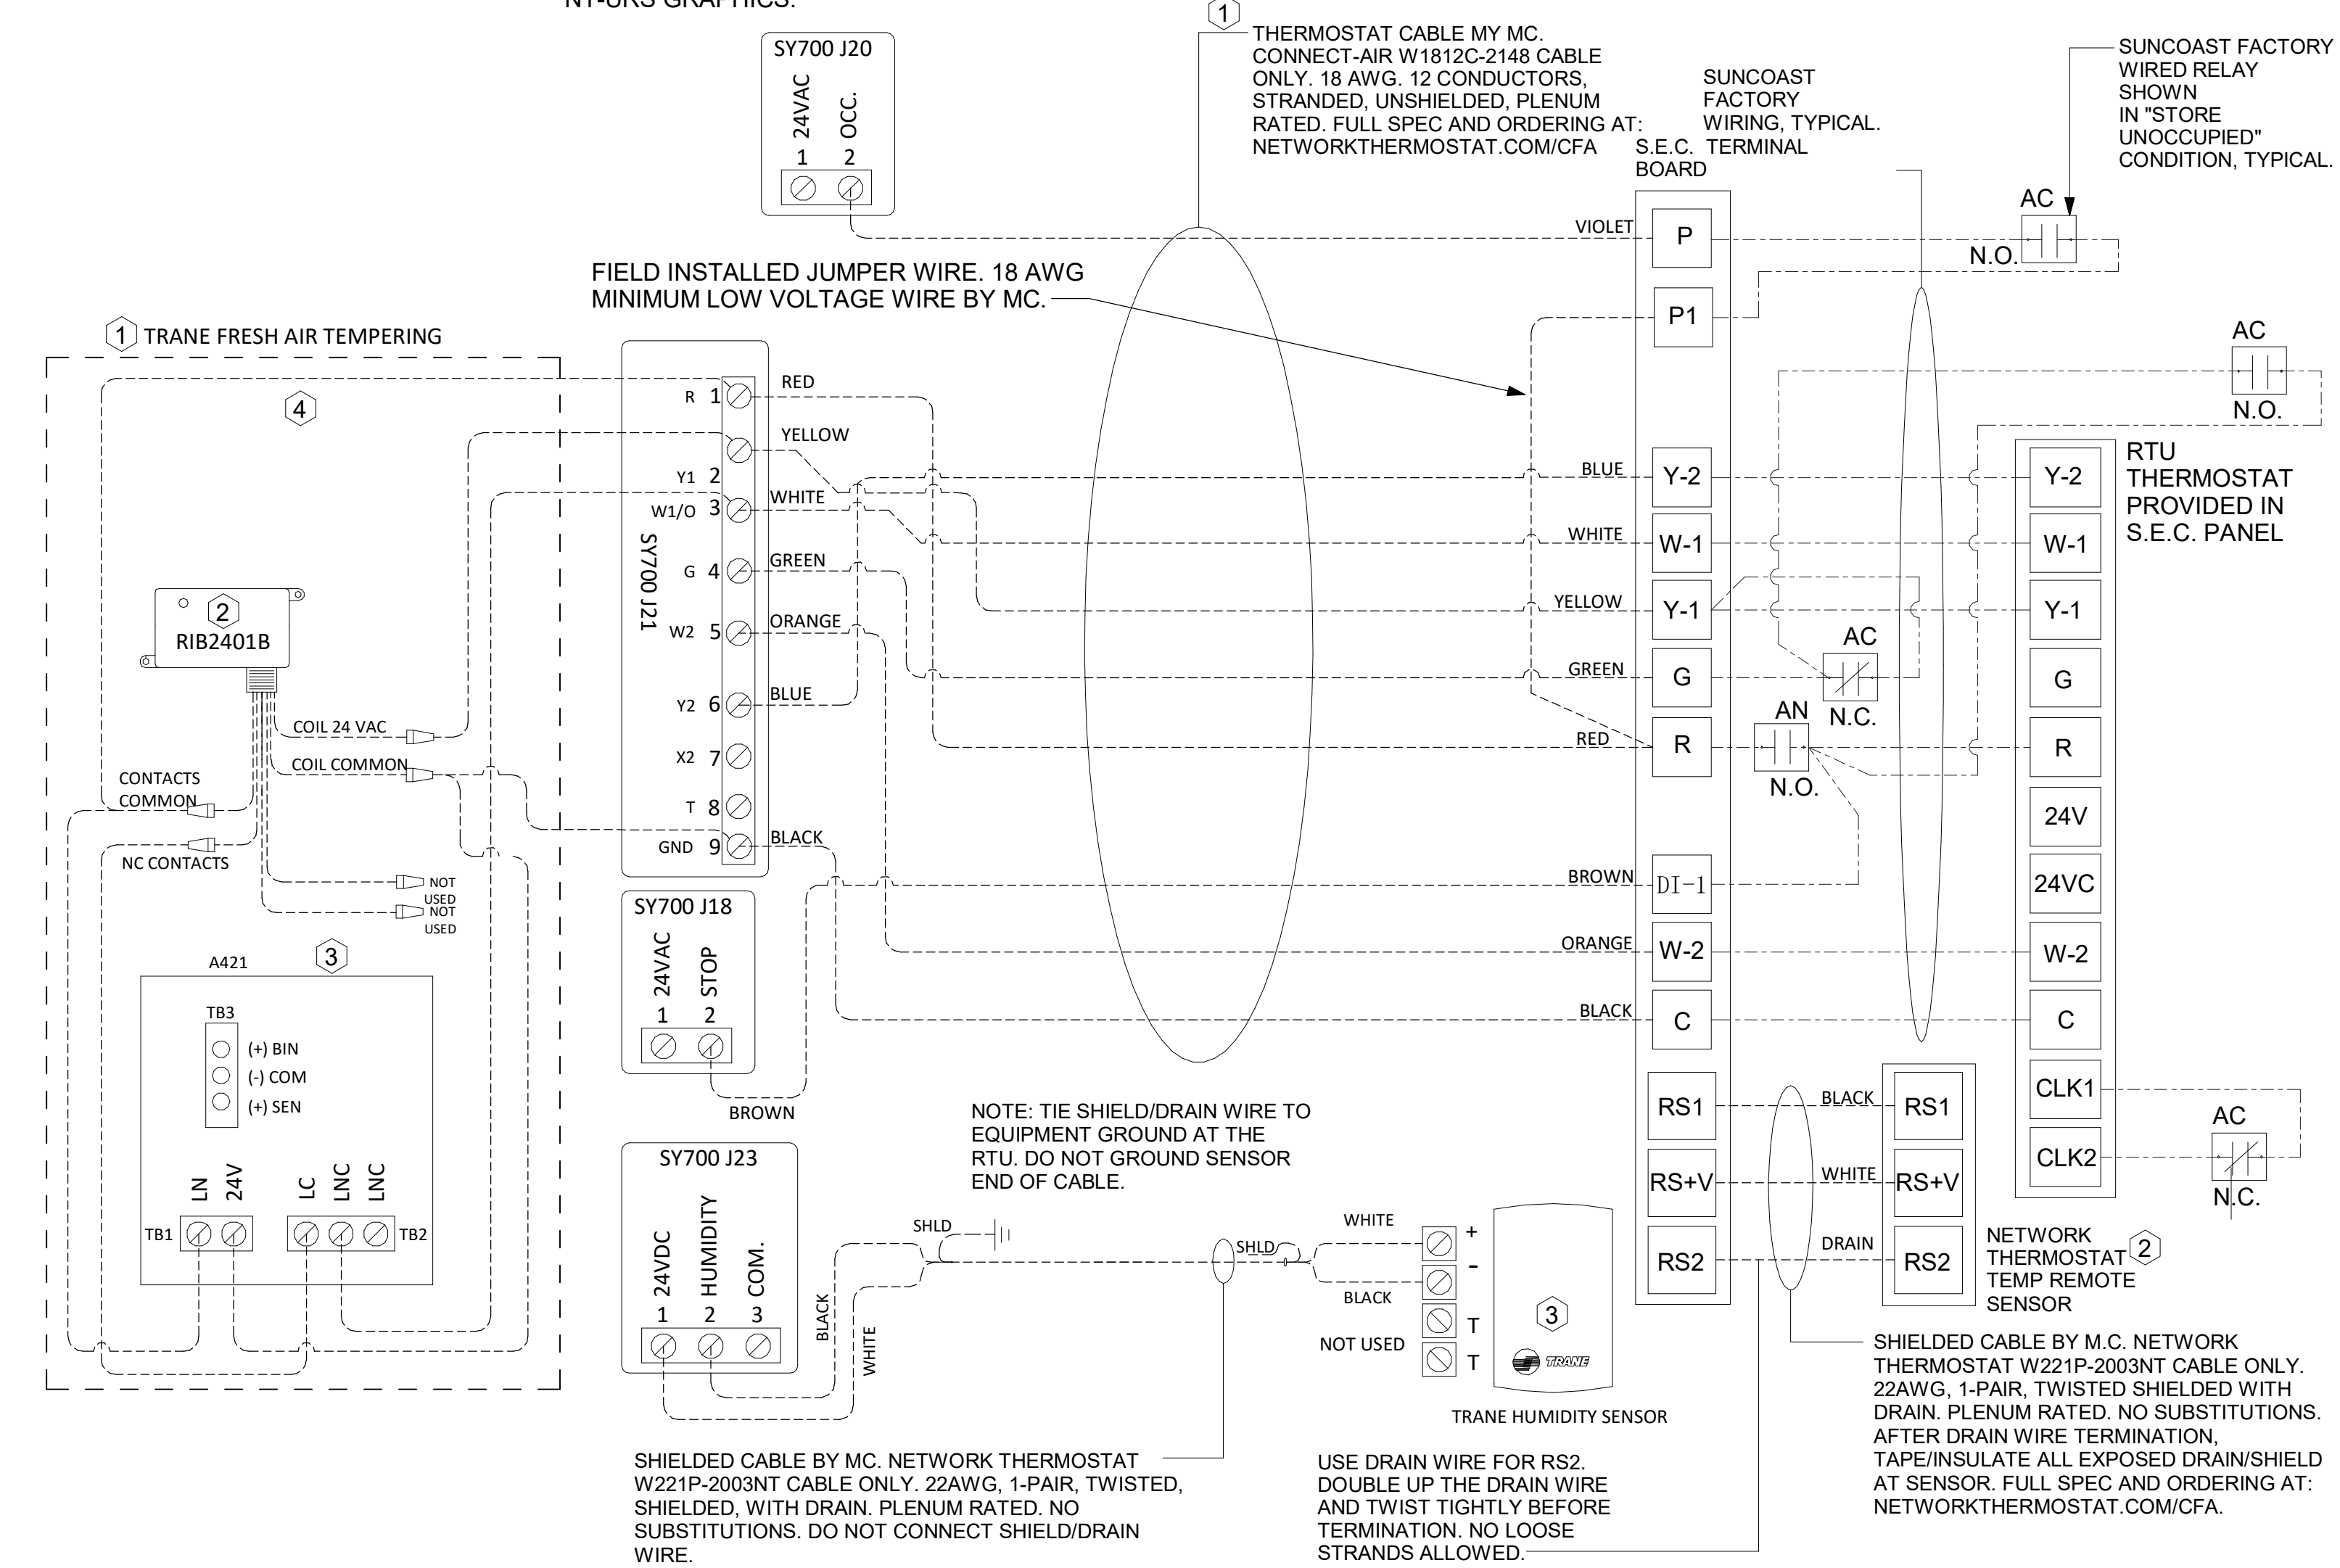 NT-URS GRAPHICS.
1
THERMOSTAT CABLE MY MC.
CONNECT-AIR W1812C-2148 CABLE
ONLY. 18 AWG. 12 CONDUCTORS,
STRANDED, UNSHIELDED, PLENUM
RATED. FULL SPEC AND ORDERING AT:
NETWORKTHERMOSTAT.COM/CFA
SUNCOAST
FACTORY
WIRING, TYPICAL.
S.E.C. TERMINAL
BOARD
SUNCOAST FACTORY
WIRED RELAY
SHOWN
IN "STORE
UNOCCUPIED"
CONDITION, TYPICAL.
SY700 J20
24VAC
OCC.
1 2
FIELD INSTALLED JUMPER WIRE. 18 AWG
MINIMUM LOW VOLTAGE WIRE BY MC.
1 TRANE FRESH AIR TEMPERING
4
2
RIB2401B
COIL 24 VAC
COIL COMMON
CONTACTS
COMMON
NC CONTACTS
NOT
USED
NOT
USED
3
A421
TB3
(+) BIN
(-) COM
(+) SEN
LN
24V
LC
LNC
LNC
TB1
TB2
SY700 J21
R 1
Y1 2
W1/O 3
G 4
W2 5
Y2 6
X2 7
T 8
GND 9
RED
YELLOW
WHITE
GREEN
ORANGE
BLUE
BLACK
SY700 J18
24VAC
STOP
1 2
BROWN
SY700 J23
24VDC
HUMIDITY
COM.
1 2 3
BLACK
WHITE
NOTE: TIE SHIELD/DRAIN WIRE TO
EQUIPMENT GROUND AT THE
RTU. DO NOT GROUND SENSOR
END OF CABLE.
SHLD
SHLD
WHITE
BLACK
NOT USED
+
-
T
T
3
TRANE
TRANE HUMIDITY SENSOR
VIOLET
BLUE
WHITE
YELLOW
GREEN
RED
BROWN
ORANGE
BLACK
P
P1
Y-2
W-1
Y-1
G
R
DI-1
W-2
C
RS1
RS+V
RS2
AC
N.O.
AC
N.O.
AC
N.C.
AN
N.O.
RTU
THERMOSTAT
PROVIDED IN
S.E.C. PANEL
Y-2
W-1
Y-1
G
R
24V
24VC
W-2
C
CLK1
CLK2
AC
N.C.
BLACK
WHITE
DRAIN
RS1
RS+V
RS2
NETWORK
THERMOSTAT 2
TEMP REMOTE
SENSOR
SHIELDED CABLE BY MC. NETWORK THERMOSTAT
W221P-2003NT CABLE ONLY. 22AWG, 1-PAIR, TWISTED,
SHIELDED, WITH DRAIN. PLENUM RATED. NO
SUBSTITUTIONS. DO NOT CONNECT SHIELD/DRAIN
WIRE.
USE DRAIN WIRE FOR RS2.
DOUBLE UP THE DRAIN WIRE
AND TWIST TIGHTLY BEFORE
TERMINATION. NO LOOSE
STRANDS ALLOWED.
SHIELDED CABLE BY M.C. NETWORK
THERMOSTAT W221P-2003NT CABLE ONLY.
22AWG, 1-PAIR, TWISTED SHIELDED WITH
DRAIN. PLENUM RATED. NO SUBSTITUTIONS.
AFTER DRAIN WIRE TERMINATION,
TAPE/INSULATE ALL EXPOSED DRAIN/SHIELD
AT SENSOR. FULL SPEC AND ORDERING AT:
NETWORKTHERMOSTAT.COM/CFA.